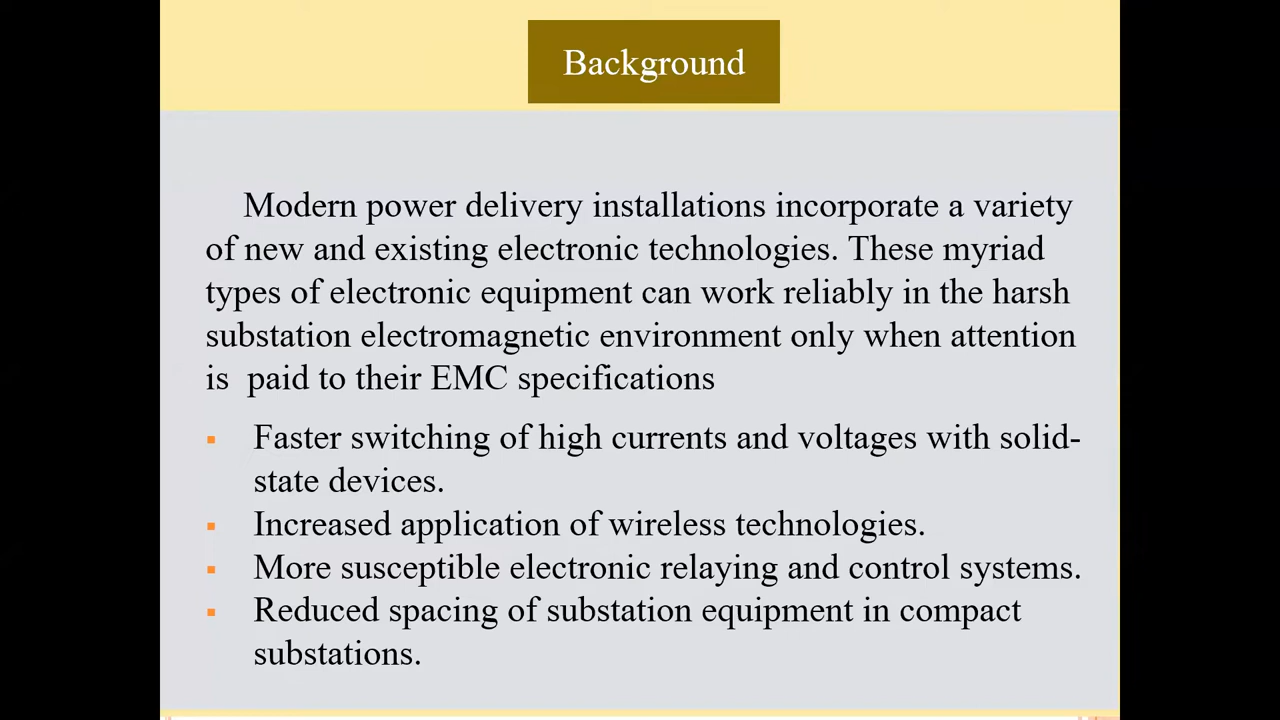 Background
Modern power delivery installations incorporate a variety
of new and existing electronic technologies. These myriad
types of electronic equipment can work reliably in the harsh
substation electromagnetic environment only when attention
is  paid to their EMC specifications
▪ Faster switching of high currents and voltages with solid-
state devices.
▪ Increased application of wireless technologies.
▪ More susceptible electronic relaying and control systems.
▪ Reduced spacing of substation equipment in compact
substations.